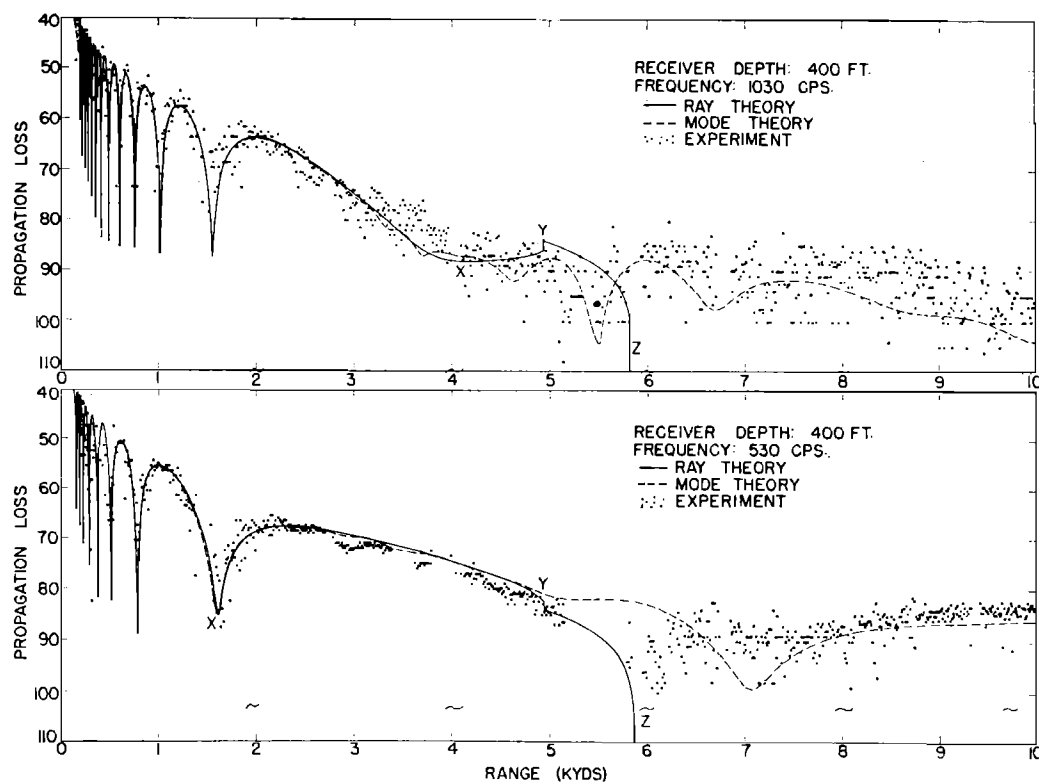 40
50
60
70
80
90
100
110
PROPAGATION LOSS
RECEIVER DEPTH: 400 FT.
FREQUENCY: 1030 CPS.
RAY THEORY
MODE THEORY
EXPERIMENT
X
Y
Z
0 1 2 3 4 5 6 7 8 9 10
40
50
60
70
80
90
100
110
PROPAGATION LOSS
RECEIVER DEPTH: 400 FT.
FREQUENCY: 530 CPS.
RAY THEORY
MODE THEORY
EXPERIMENT
X
Y
Z
0 1 2 3 4 5 6 7 8 9 10
RANGE (KYDS)